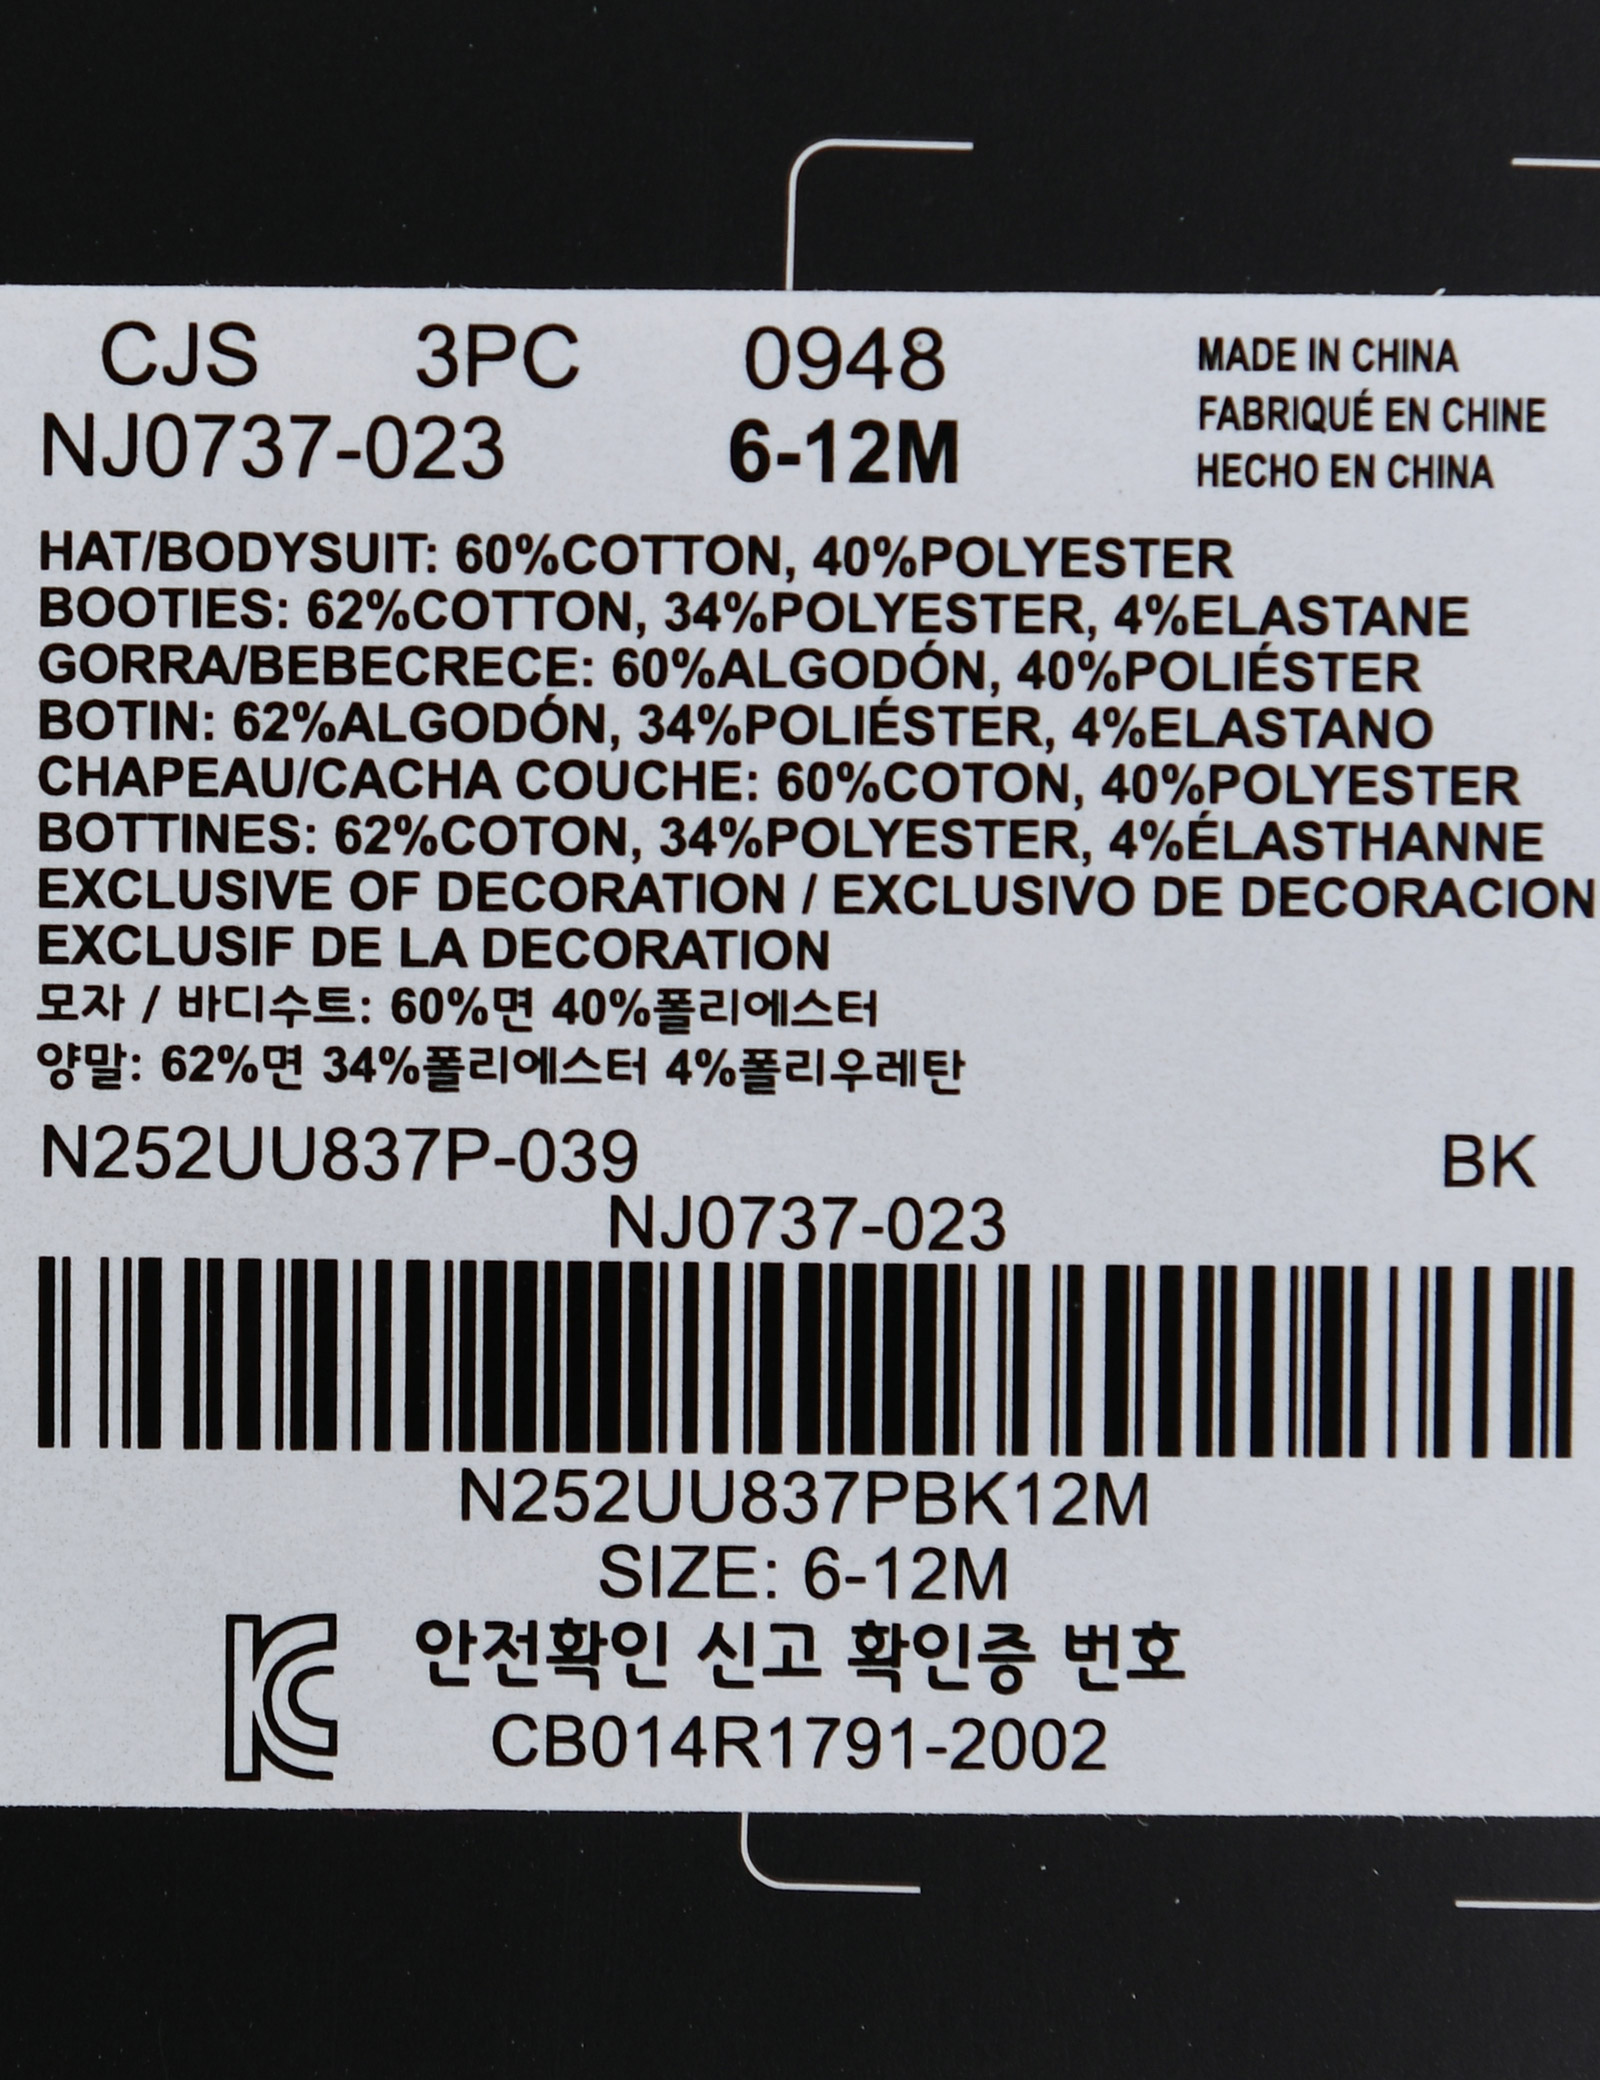 CJS 3PC 0948 MADE IN CHINA
FABRIQUÉ EN CHINE
NJ0737-023 6-12M HECHO EN CHINA
HAT/BODYSUIT: 60%COTTON, 40%POLYESTER
BOOTIES: 62%COTTON, 34%POLYESTER, 4%ELASTANE
GORRA/BEBECRECE: 60%ALGODÓN, 40%POLIÉSTER
BOTIN: 62%ALGODÓN, 34%POLIÉSTER, 4%ELASTANO
CHAPEAU/CACHA COUCHE: 60%COTON, 40%POLYESTER
BOTTINES: 62%COTON, 34%POLYESTER, 4%ÉLASTHANNE
EXCLUSIVE OF DECORATION / EXCLUSIVO DE DECORACION
EXCLUSIF DE LA DECORATION
모자 / 바디수트: 60%면 40%폴리에스터
양말: 62%면 34%폴리에스터 4%폴리우레탄
N252UU837P-039 BK
NJ0737-023
N252UU837PBK12M
SIZE: 6-12M
안전확인 신고 확인증 번호
CB014R1791-2002